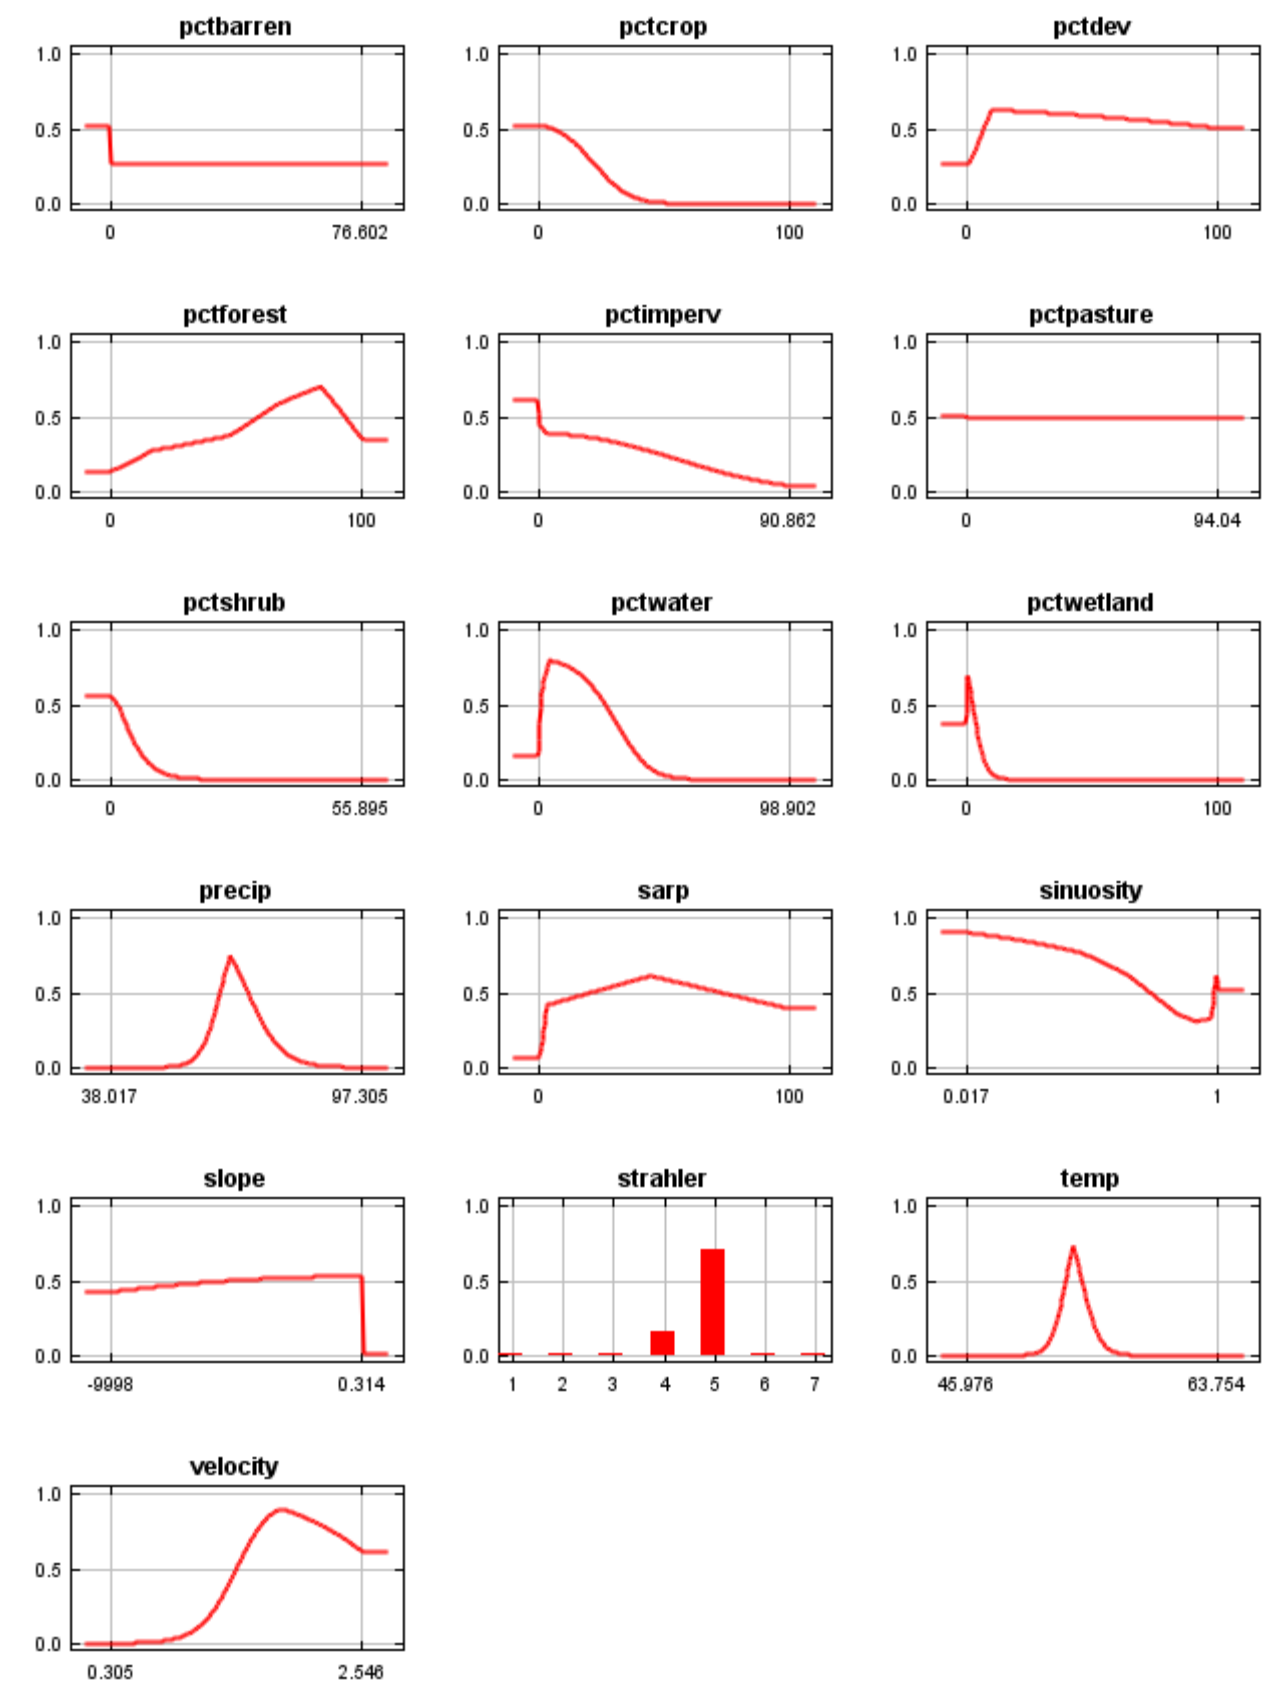 pctbarren pctcrop pctdev
1.0 1.0 1.0
0.5 0.5 0.5
0.0 0.0 0.0
0 76.602 0 100 0 100
pctforest pctimperv pctpasture
1.0 1.0 1.0
0.5 0.5 0.5
0.0 0.0 0.0
0 100 0 90.862 0 94.04
pctshrub pctwater pctwetland
1.0 1.0 1.0
0.5 0.5 0.5
0.0 0.0 0.0
0 55.895 0 98.902 0 100
precip sarp sinuosity
1.0 1.0 1.0
0.5 0.5 0.5
0.0 0.0 0.0
38.017 97.305 0 100 0.017 1
slope strahler temp
1.0 1.0 1.0
0.5 0.5 0.5
0.0 0.0 0.0
-9998 0.314 1 2 3 4 5 6 7 45.976 63.754
velocity
1.0
0.5
0.0
0.305 2.546